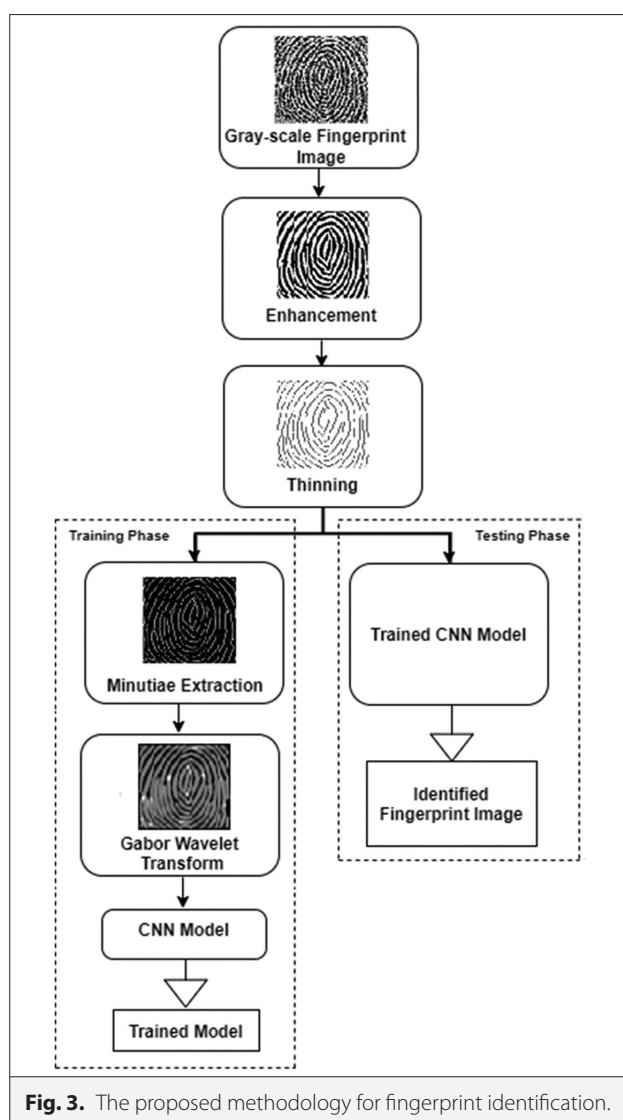 Gray-scale Fingerprint
Image
Enhancement
Thinning
Training Phase
Minutiae Extraction
Gabor Wavelet
Transform
CNN Model
Trained Model
Testing Phase
Trained CNN Model
Identified
Fingerprint Image
Fig. 3. The proposed methodology for fingerprint identification.